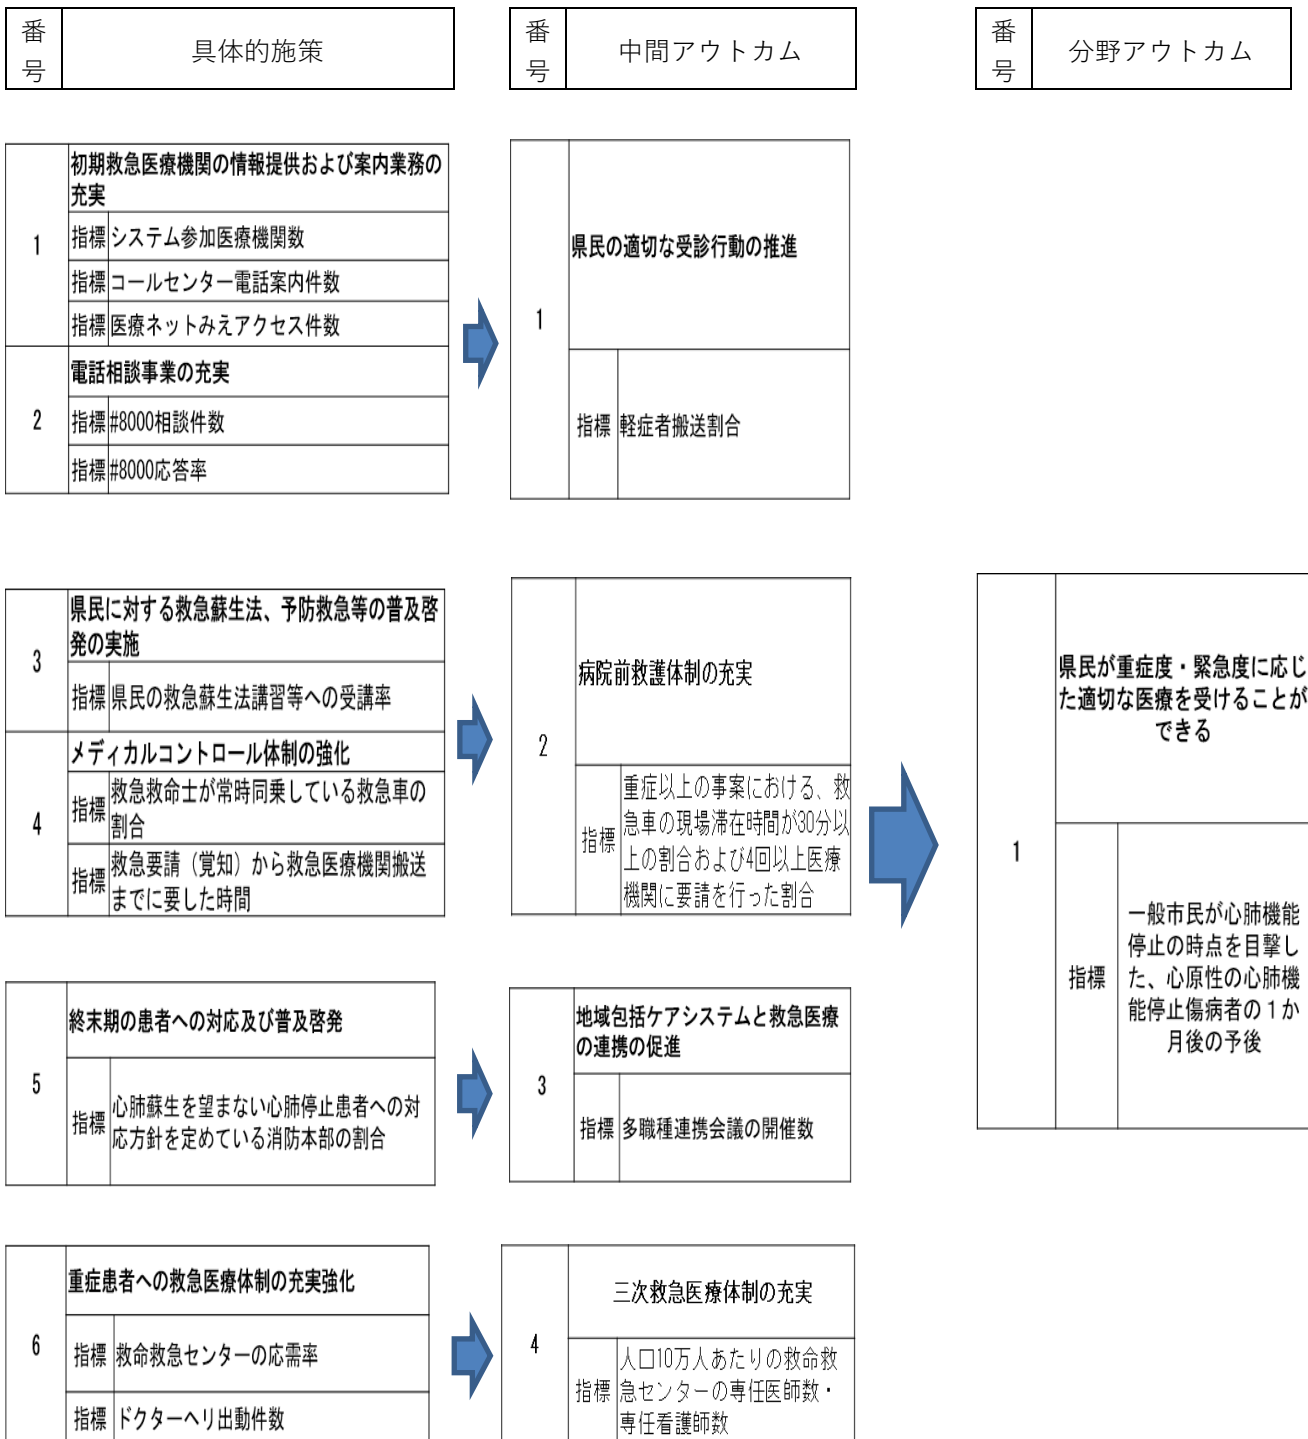 番号
具体的施策
番号
中間アウトカム
番号
分野アウトカム
1
初期救急医療機関の情報提供および案内業務の
充実
指標
システム参加医療機関数
指標
コールセンター電話案内件数
指標
医療ネットみえアクセス件数
2
電話相談事業の充実
指標
#8000相談件数
指標
#8000応答率
1
県民の適切な受診行動の推進
指標
軽症者搬送割合
3
県民に対する救急蘇生法、予防救急等の普及啓
発の実施
指標
県民の救急蘇生法講習等への受講率
4
メディカルコントロール体制の強化
指標
救急救命士が常時同乗している救急車の
割合
指標
救急要請（覚知）から救急医療機関搬送
までに要した時間
2
病院前救護体制の充実
指標
重症以上の事案における、救
急車の現場滞在時間が30分以
上の割合および4回以上医療
機関に要請を行った割合
1
県民が重症度・緊急度に応じ
た適切な医療を受けることが
できる
指標
一般市民が心肺機能
停止の時点を目撃し
た、心原性の心肺機
能停止傷病者の１か
月後の予後
5
終末期の患者への対応及び普及啓発
指標
心肺蘇生を望まない心肺停止患者への対
応方針を定めている消防本部の割合
3
地域包括ケアシステムと救急医療
の連携の促進
指標
多職種連携会議の開催数
6
重症患者への救急医療体制の充実強化
指標
救命救急センターの応需率
指標
ドクターヘリ出動件数
4
三次救急医療体制の充実
指標
人口10万人あたりの救命救
急センターの専任医師数・
専任看護師数